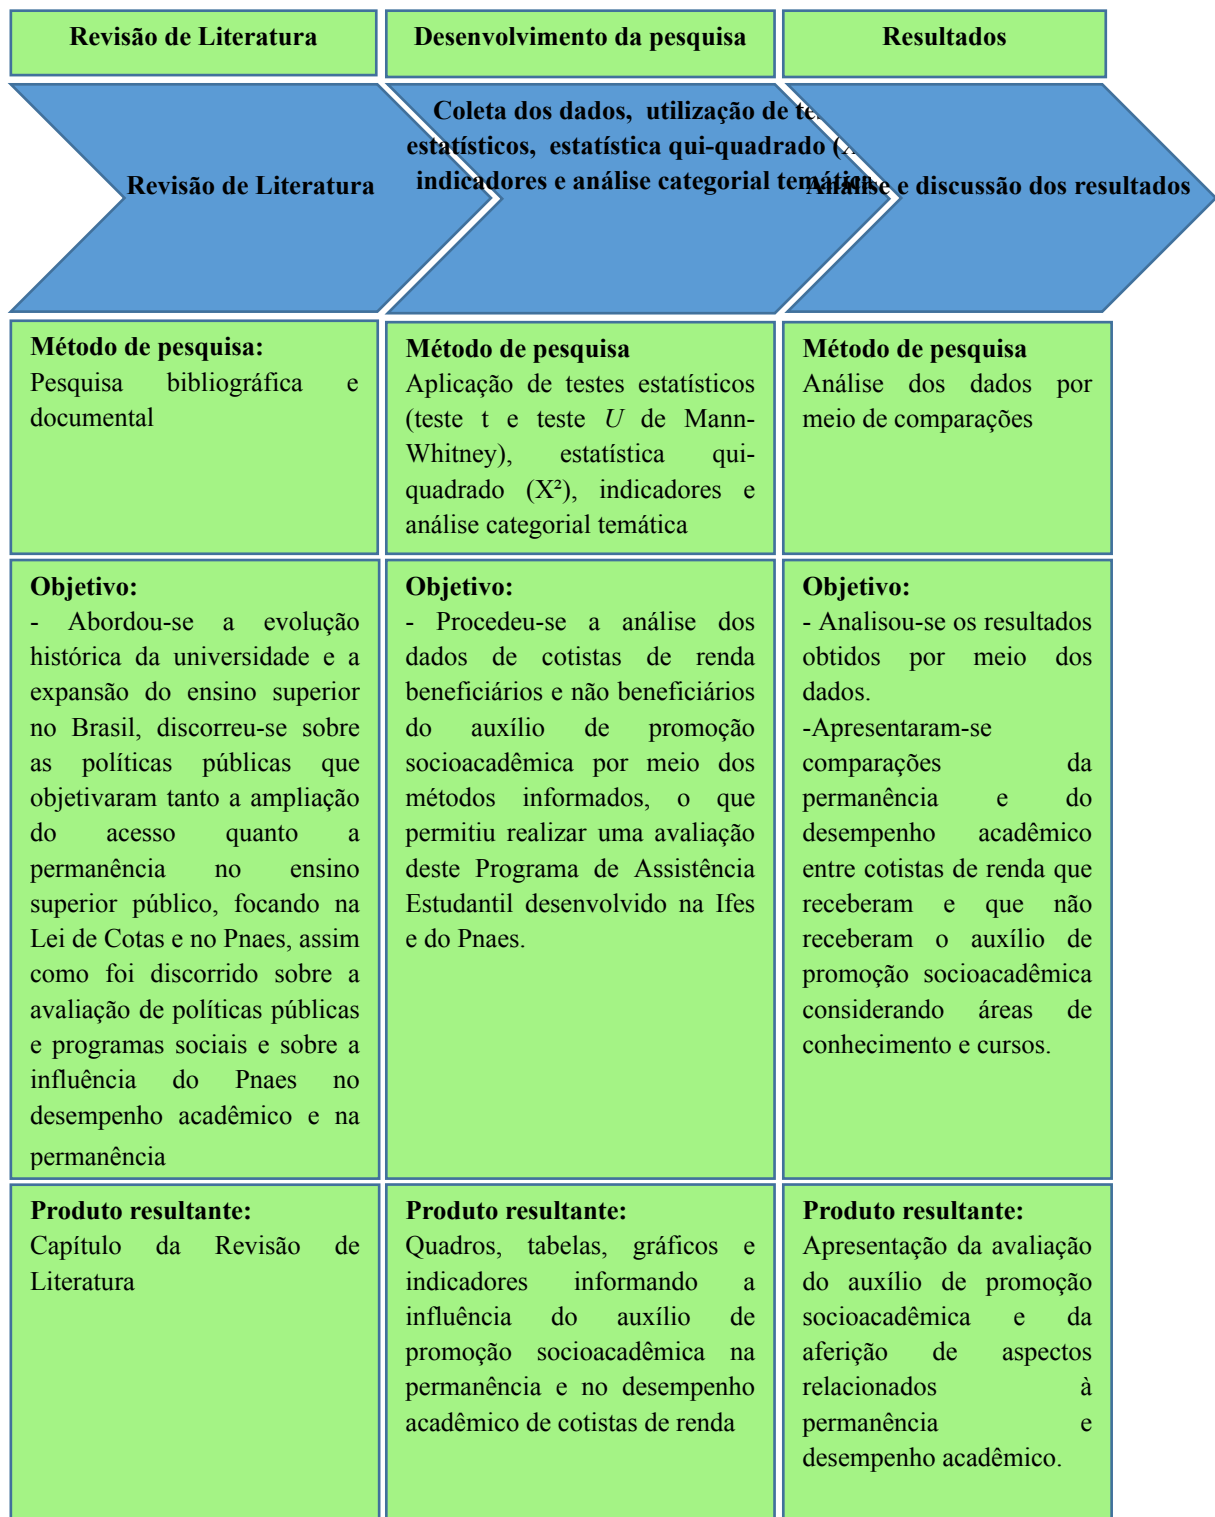 Revisão de Literatura
Desenvolvimento da pesquisa
Resultados
Revisão de Literatura
Coleta dos dados, utilização de
estatísticos, estatística qui-quadrado
indicadores e análise categorial temática
Análise e discussão dos resultados
Método de pesquisa:
Pesquisa bibliográfica e
documental
Método de pesquisa
Aplicação de testes estatísticos
(teste t e teste U de Mann-
Whitney), estatística qui-
quadrado (X²), indicadores e
análise categorial temática
Método de pesquisa
Análise dos dados por
meio de comparações
Objetivo:
- Abordou-se a evolução
histórica da universidade e a
expansão do ensino superior
no Brasil, discorreu-se sobre
as políticas públicas que
objetivaram tanto a ampliação
do acesso quanto a
permanência no ensino
superior público, focando na
Lei de Cotas e no Pnaes, assim
como foi discorrido sobre a
avaliação de políticas públicas
e programas sociais e sobre a
influência do Pnaes no
desempenho acadêmico e na
permanência
Objetivo:
- Procedeu-se a análise dos
dados de cotistas de renda
beneficiários e não beneficiários
do auxílio de promoção
socioacadêmica por meio dos
métodos informados, o que
permitiu realizar uma avaliação
deste Programa de Assistência
Estudantil desenvolvido na Ifes
e do Pnaes.
Objetivo:
- Analisou-se os resultados
obtidos por meio dos
dados.
-Apresentaram-se
comparações da
permanência e do
desempenho acadêmico
entre cotistas de renda que
receberam e que não
receberam o auxílio de
promoção socioacadêmica
considerando áreas de
conhecimento e cursos.
Produto resultante:
Capítulo da Revisão de
Literatura
Produto resultante:
Quadros, tabelas, gráficos e
indicadores informando a
influência do auxílio de
promoção socioacadêmica na
permanência e no desempenho
acadêmico de cotistas de renda
Produto resultante:
Apresentação da avaliação
do auxílio de promoção
socioacadêmica e da
aferição de aspectos
relacionados à
permanência e
desempenho acadêmico.